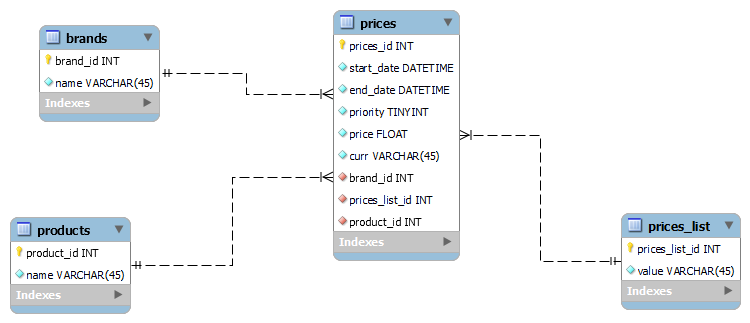 brands
brand_id INT
name VARCHAR(45)
Indexes
prices
prices_id INT
start_date DATETIME
end_date DATETIME
priority TINYINT
price FLOAT
curr VARCHAR(45)
brand_id INT
prices_list_id INT
product_id INT
Indexes
products
product_id INT
name VARCHAR(45)
Indexes
prices_list
prices_list_id INT
value VARCHAR(45)
Indexes